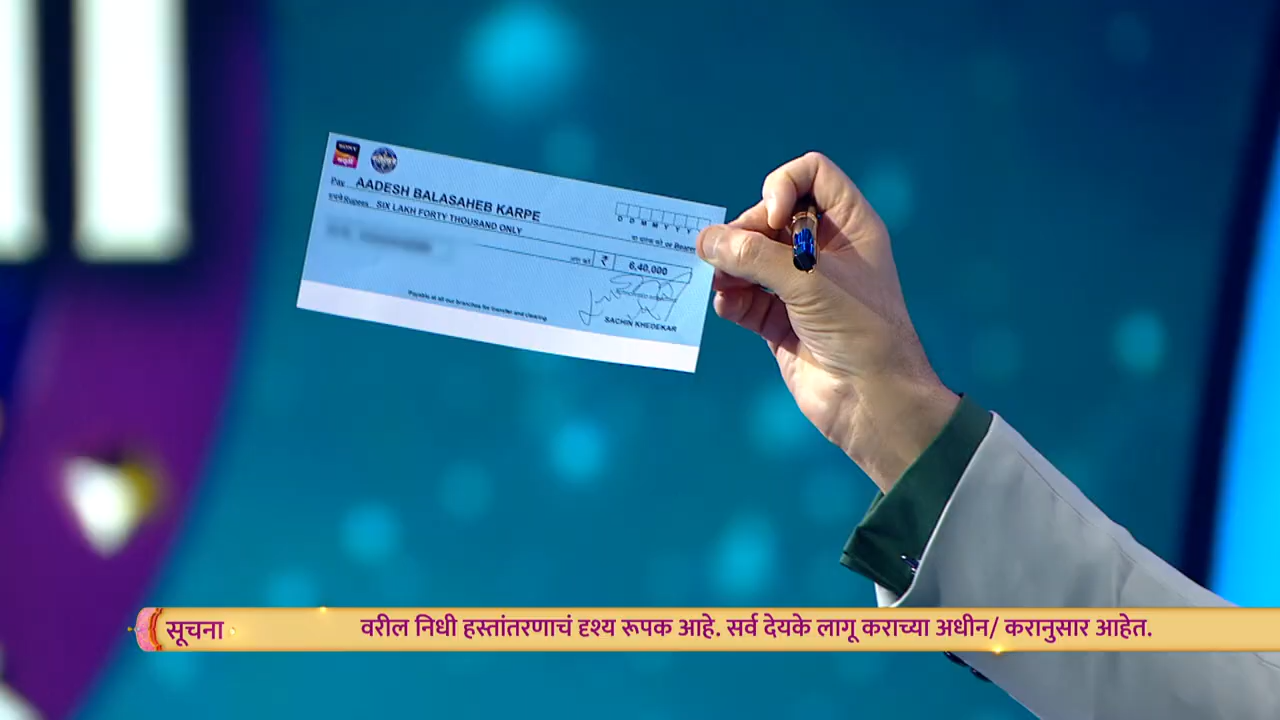 SONY
मराठी
Pay AADESH BALASAHEB KARPE
रुपये Rupees SIX LAKH FORTY THOUSAND ONLY
या धारक को or Bearer
D D M M Y Y Y Y
अदा करें ₹ 6,40,000
Payable at all our branches for transfer and clearing
SACHIN KHEDEKAR
सूचना वरील निधी हस्तांतरणाचं दृश्य रूपक आहे. सर्व देयके लागू कराच्या अधीन/ करानुसार आहेत.